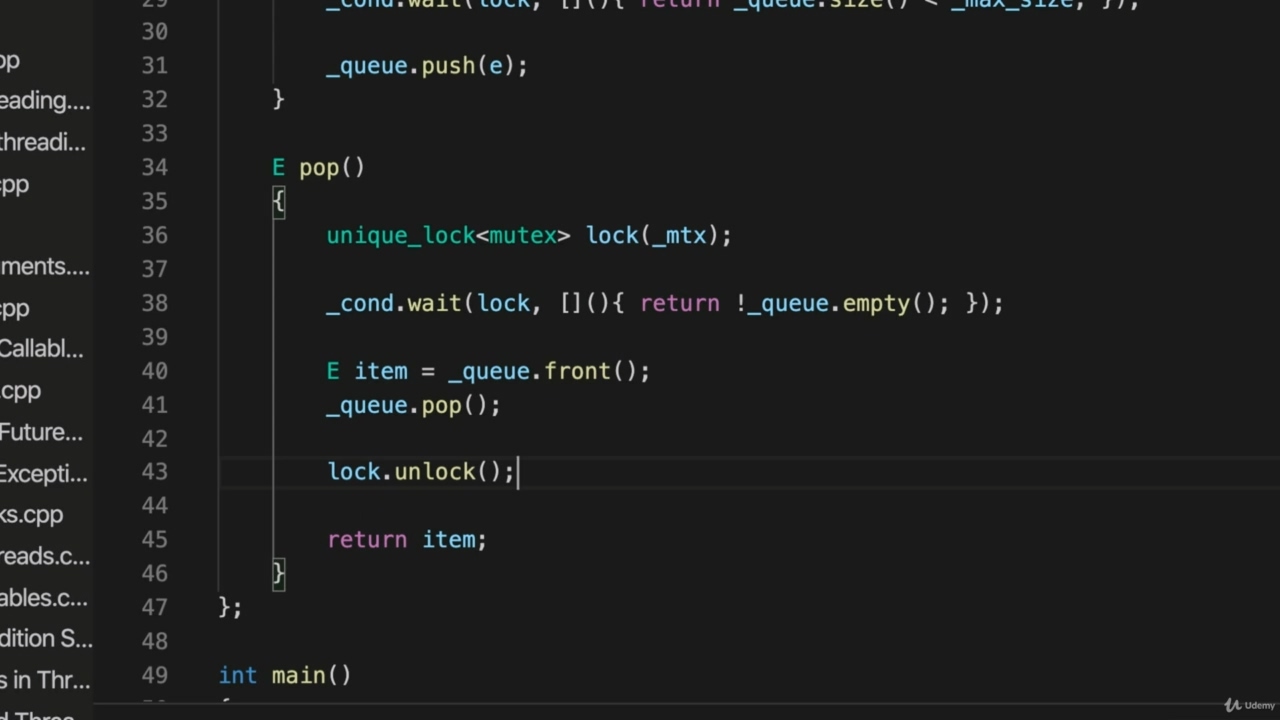 29 _cond.wait(lock, [](){ return _queue.size() < _max_size; });
30
31 _queue.push(e);
32 }
33
34 E pop()
35 {
36 unique_lock<mutex> lock(_mtx);
37
38 _cond.wait(lock, [](){ return !_queue.empty(); });
39
40 E item = _queue.front();
41 _queue.pop();
42
43 lock.unlock();
44
45 return item;
46 }
47 };
48
49 int main()
pp
eading....
threadi...
cpp
ments....
cpp
Callabl...
.cpp
Future...
Excepti...
ks.cpp
reads.c...
ables.c...
dition S...
s in Thr...
Udemy